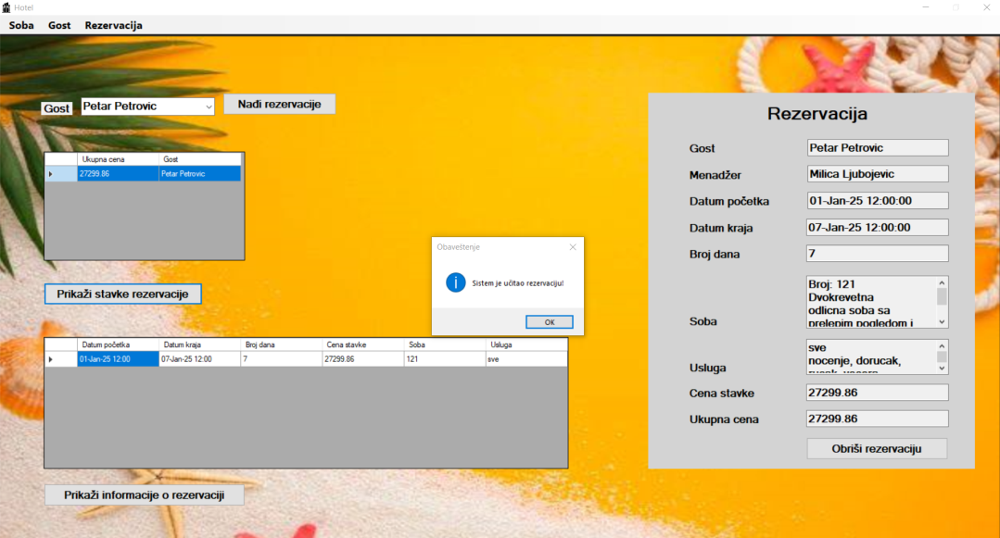 Hotel
Soba Gost Rezervacija
Gost Petar Petrovic Nađi rezervacije
Ukupna cena Gost
27299.86 Petar Petrovic
Prikaži stavke rezervacije
Datum početka Datum kraja Broj dana Cena stavke Soba Usluga
01-Jan-25 12:00 07-Jan-25 12:00 7 27299.86 121 sve
Prikaži informacije o rezervaciji
Obaveštenje
Sistem je učitao rezervaciju!
OK
Rezervacija
Gost Petar Petrovic
Menadžer Milica Ljubojevic
Datum početka 01-Jan-25 12:00:00
Datum kraja 07-Jan-25 12:00:00
Broj dana 7
Soba
Broj: 121
Dvokrevetna
odlicna soba sa
prelepim pogledom i
Usluga
sve
nocenje, dorucak,
Cena stavke 27299.86
Ukupna cena 27299.86
Obriši rezervaciju